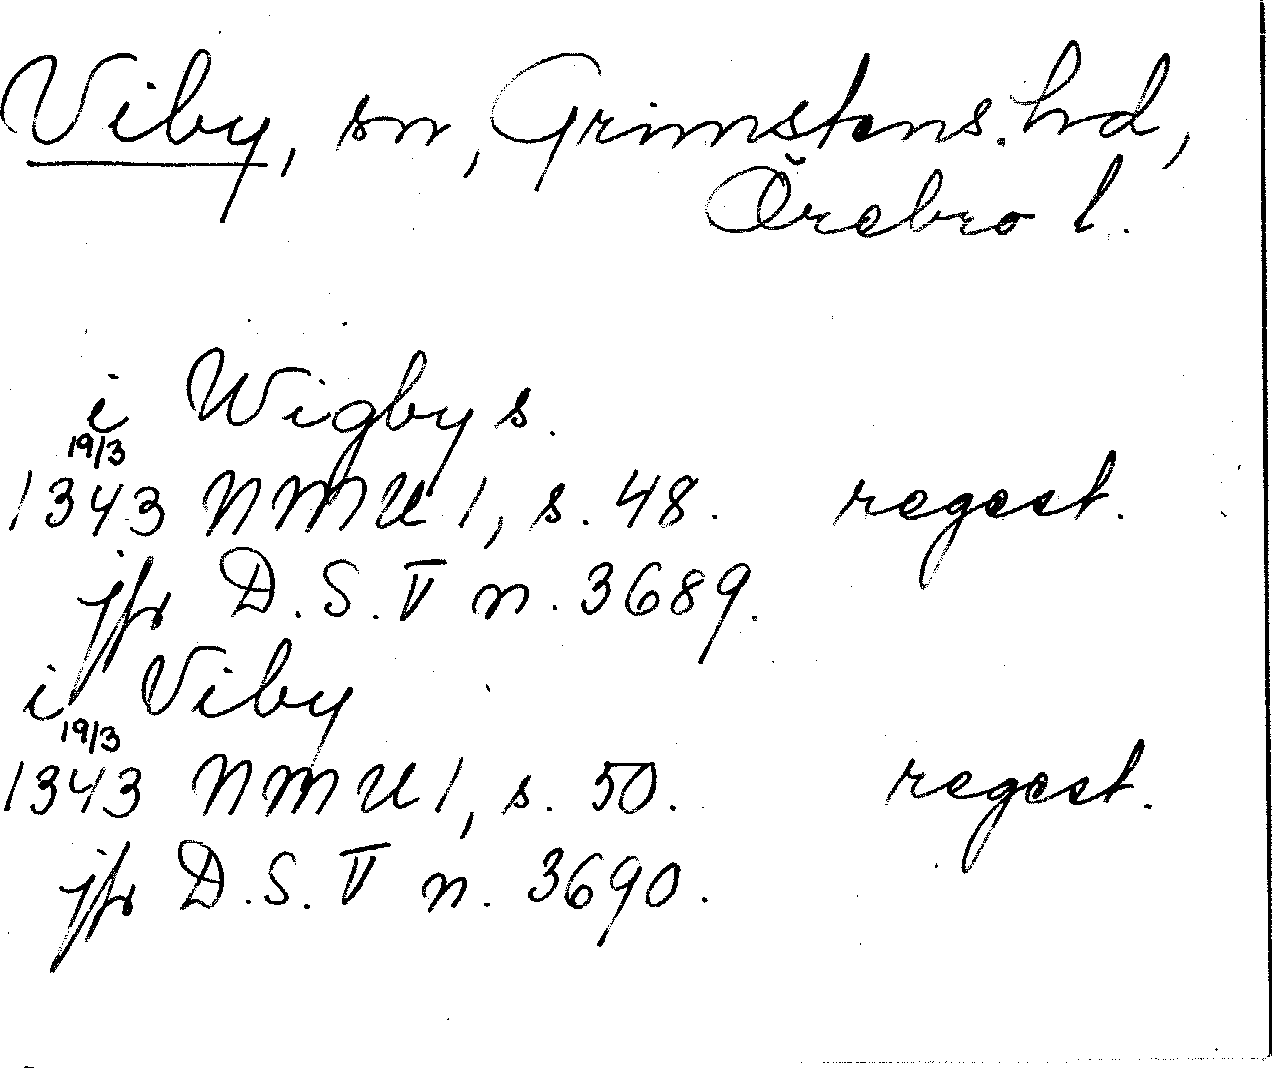 Viby, sn, Grimstens hd,
Örebro l.
i Wigby s.
19/3
1343 NMU 1, s. 48. regest.
jfr D.S. V n. 3689.
i Viby
19/3
1343 NMU 1, s. 50. regest.
jfr D.S. V n. 3690.